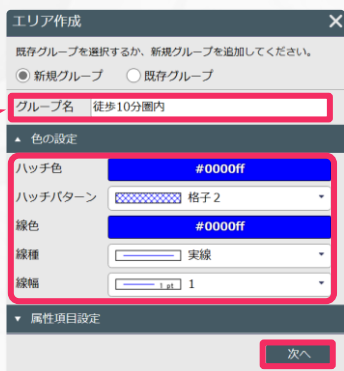 エリア作成 ×
既存グループを選択するか、新規グループを追加してください。
新規グループ 既存グループ
グループ名 徒歩10分圏内
▲ 色の設定
ハッチ色 #0000ff
ハッチパターン 格子2
線色 #0000ff
線種 実線
線幅 1 pt 1
▼ 属性項目設定
次へ